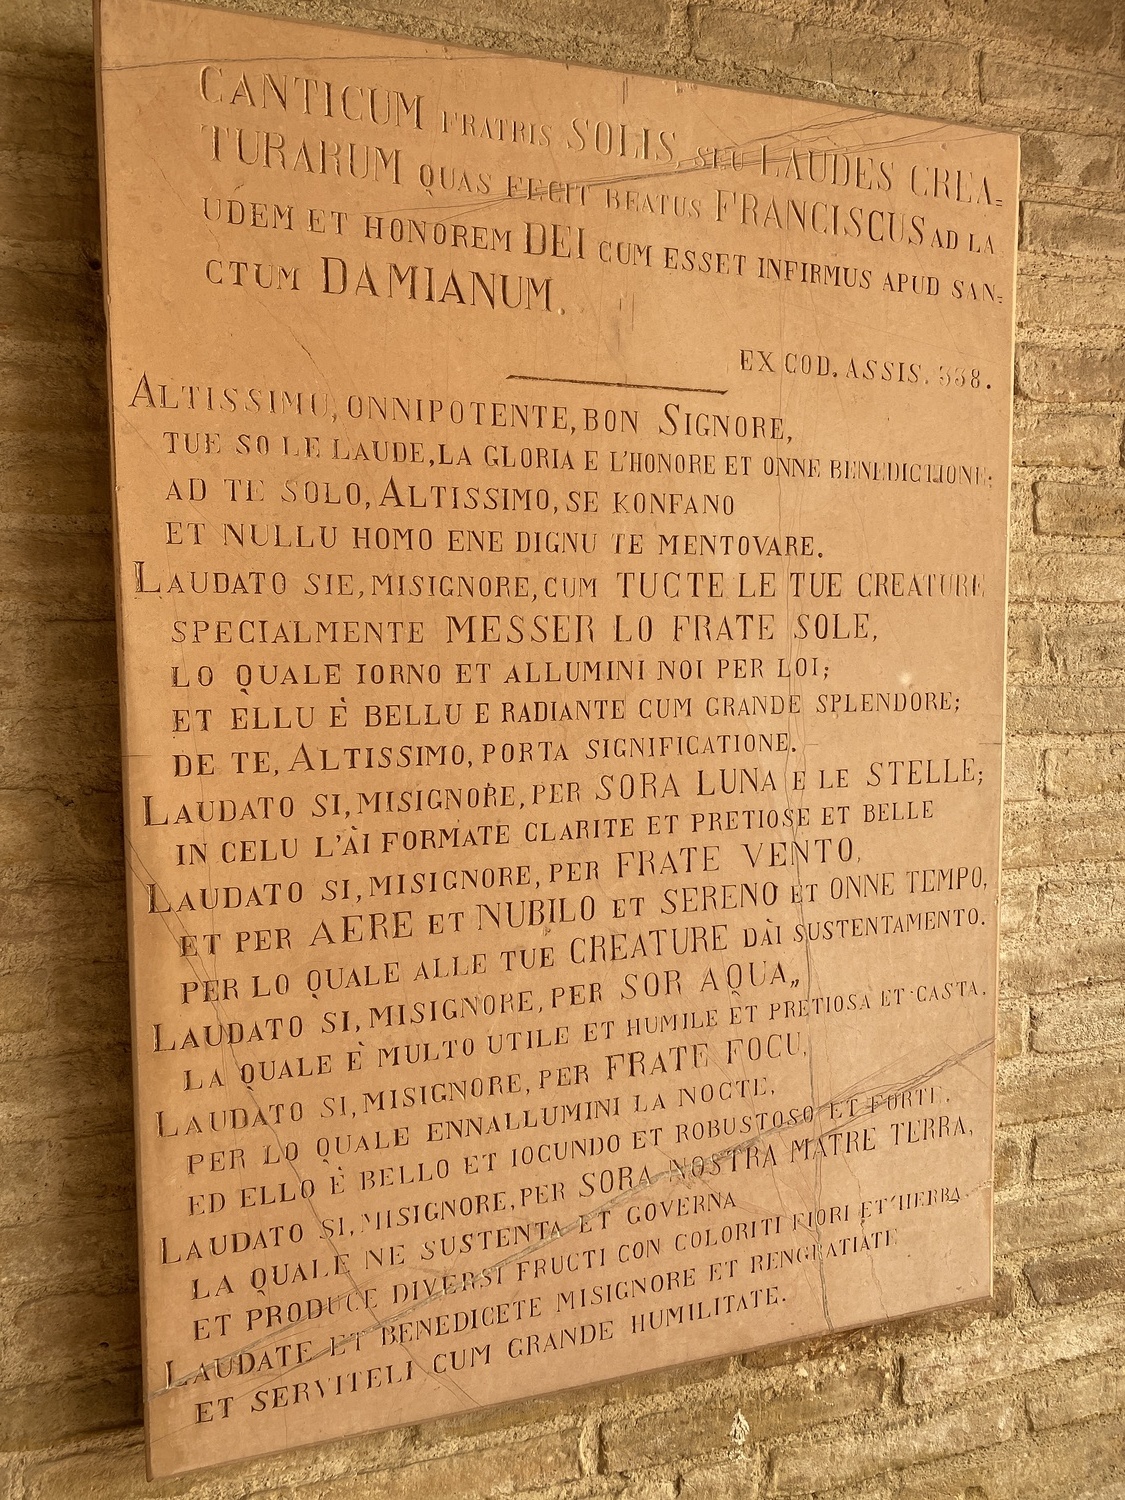 CANTICUM FRATRIS SOLIS, SEU LAUDES CREA=
TURARUM QUAS FECIT BEATUS FRANCISCUS AD LA
UDEM ET HONOREM DEI CUM ESSET INFIRMUS APUD SAN=
CTUM DAMIANUM.
EX COD. ASSIS. 338.
ALTISSIMU, ONNIPOTENTE, BON SIGNORE,
TUE SO LE LAUDE, LA GLORIA E L'HONORE ET ONNE BENEDICTIONE;
AD TE SOLO, ALTISSIMO, SE KONFANO
ET NULLU HOMO ENE DIGNU TE MENTOVARE.
LAUDATO SIE, MISIGNORE, CUM TUCTE LE TUE CREATURE
SPECIALMENTE MESSER LO FRATE SOLE,
LO QUALE IORNO ET ALLUMINI NOI PER LOI;
ET ELLU È BELLU E RADIANTE CUM GRANDE SPLENDORE;
DE TE, ALTISSIMO, PORTA SIGNIFICATIONE.
LAUDATO SI, MISIGNORE, PER SORA LUNA E LE STELLE;
IN CELU L'ÀI FORMATE CLARITE ET PRETIOSE ET BELLE
LAUDATO SI, MISIGNORE, PER FRATE VENTO,
ET PER AERE ET NUBILO ET SERENO ET ONNE TEMPO,
PER LO QUALE ALLE TUE CREATURE DÀI SUSTENTAMENTO.
LAUDATO SI, MISIGNORE, PER SOR AQUA,,
LA QUALE È MULTO UTILE ET HUMILE ET PRETIOSA ET CASTA.
LAUDATO SI, MISIGNORE, PER FRATE FOCU,
PER LO QUALE ENNALLUMINI LA NOCTE,
ED ELLO È BELLO ET IOCUNDO ET ROBUSTOSO ET FORTE.
LAUDATO SI, MISIGNORE, PER SORA NOSTRA MATRE TERRA,
LA QUALE NE SUSTENTA ET GOVERNA
ET PRODUCE DIVERSI FRUCTI CON COLORITI FIORI ET HERBA.
LAUDATE ET BENEDICETE MISIGNORE ET RENGRATIATE
ET SERVITELI CUM GRANDE HUMILITATE.